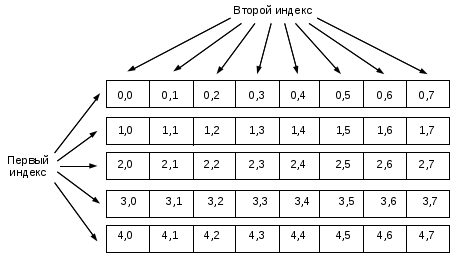 Второй индекс
0,0 0,1 0,2 0,3 0,4 0,5 0,6 0,7
1,0 1,1 1,2 1,3 1,4 1,5 1,6 1,7
Первый
индекс
2,0 2,1 2,2 2,3 2,4 2,5 2,6 2,7
3,0 3,1 3,2 3,3 3,4 3,5 3,6 3,7
4,0 4,1 4,2 4,3 4,4 4,5 4,6 4,7